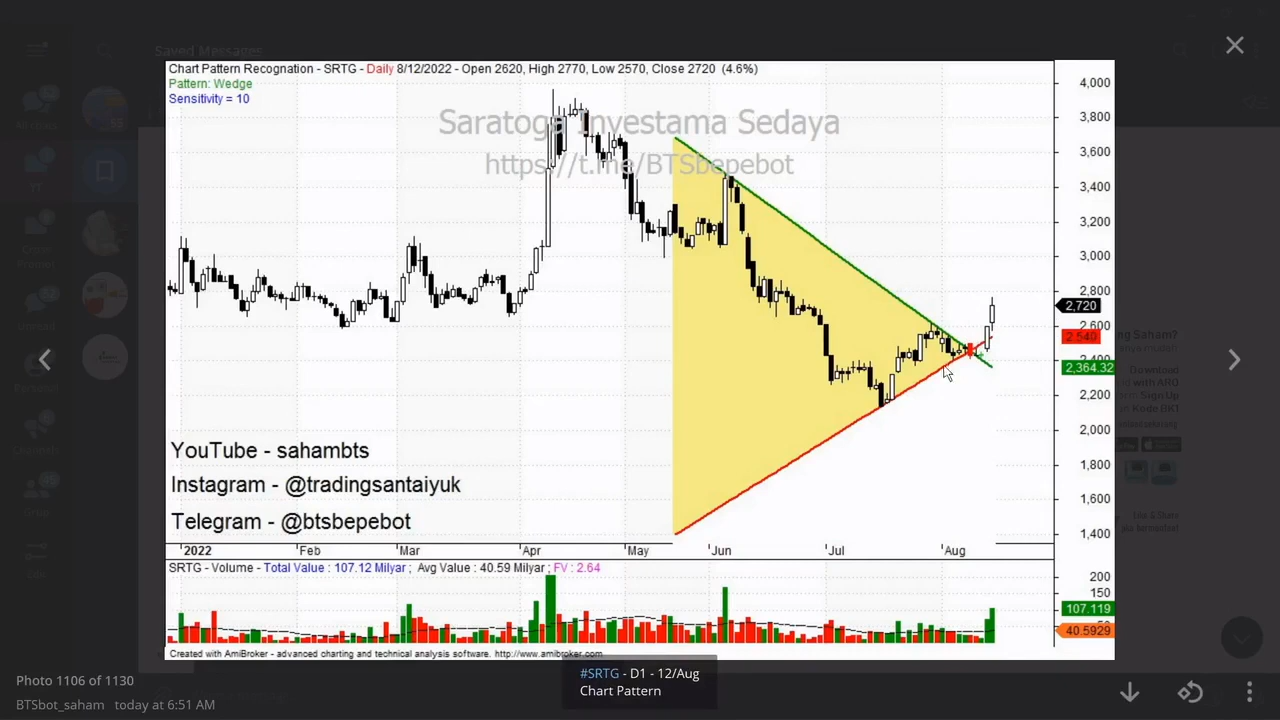 Saved Messages
Chart Pattern Recognation - SRTG - Daily 8/12/2022 - Open 2620, High 2770, Low 2570, Close 2720 (4.6%)
Pattern: Wedge
Sensitivity = 10
Saratoga Investama Sedaya
https://t.me/BTSbepebot
4,000
3,800
3,600
3,400
3,200
3,000
2,800
2,720
2,600
2,540
2,400
2,364.32
2,200
2,000
1,800
1,600
1,400
YouTube - sahambts
Instagram - @tradingsantaiyuk
Telegram - @btsbepebot
2022 Feb Mar Apr May Jun Jul Aug
SRTG - Volume - Total Value : 107.12 Milyar ; Avg Value : 40.59 Milyar ; FV : 2.64
200
150
107.119
50
40.5929
Created with AmiBroker - advanced charting and technical analysis software. http://www.amibroker.com
#SRTG - D1 - 12/Aug
Chart Pattern
Photo 1106 of 1130
BTSbot_saham today at 6:51 AM